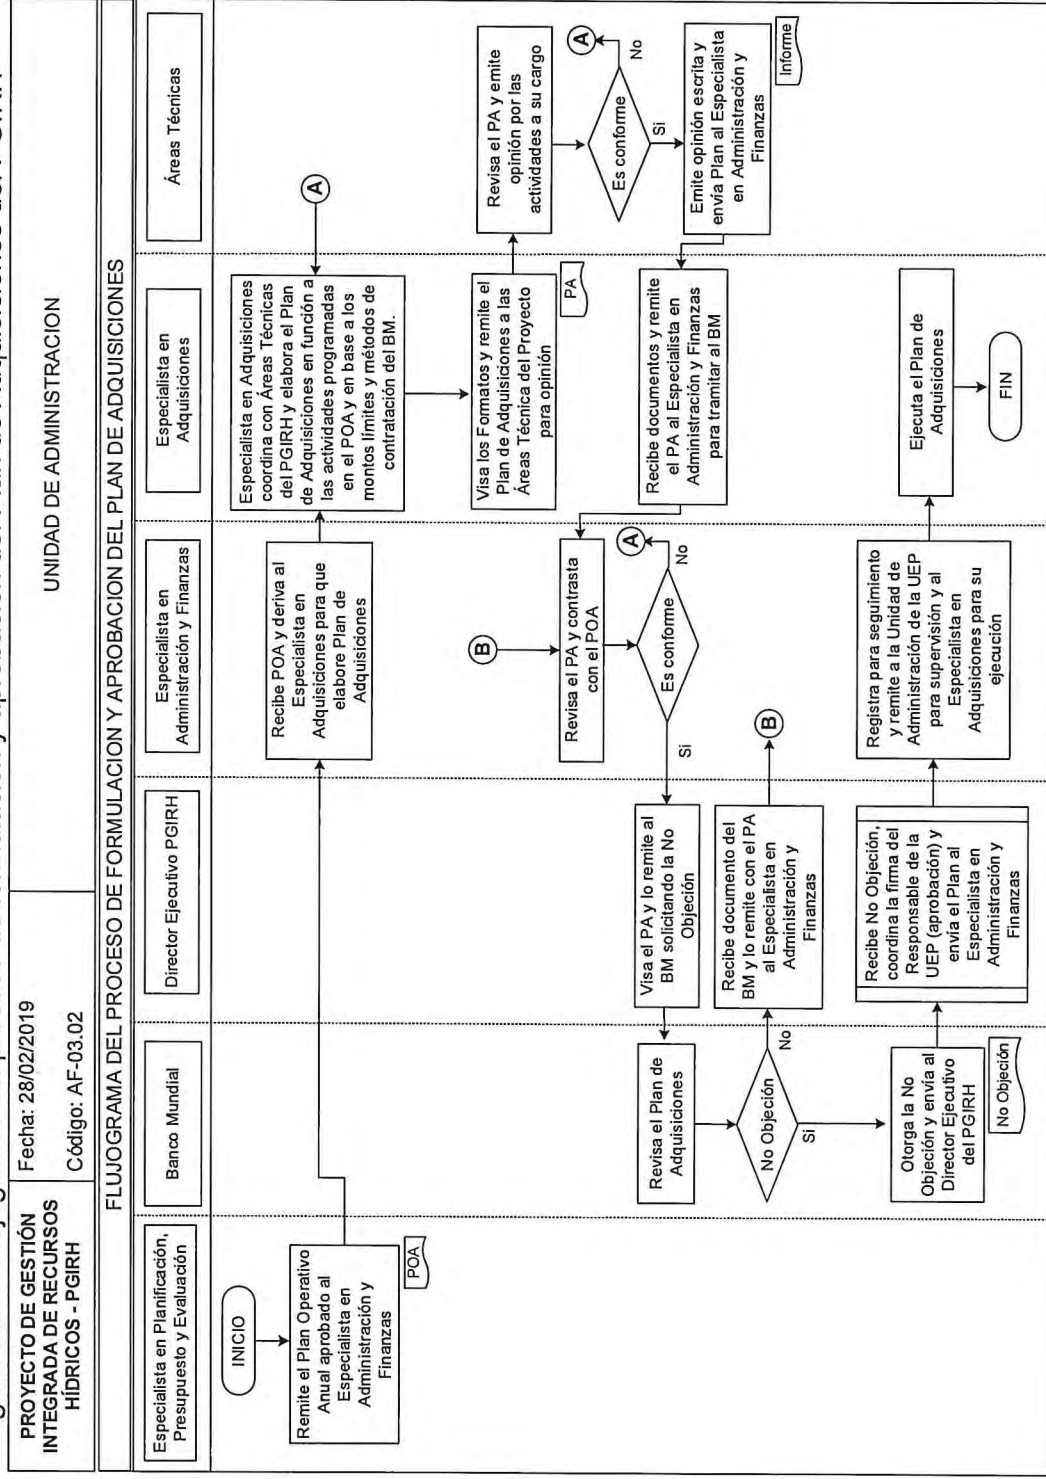 PROYECTO DE GESTIÓN
INTEGRADA DE RECURSOS
HÍDRICOS - PGIRH
Fecha: 28/02/2019
Código: AF-03.02
UNIDAD DE ADMINISTRACION
FLUJOGRAMA DEL PROCESO DE FORMULACION Y APROBACION DEL PLAN DE ADQUISICIONES
Especialista en Planificación,
Presupuesto y Evaluación
Banco Mundial
Director Ejecutivo PGIRH
Especialista en
Administración y Finanzas
Especialista en
Adquisiciones
Áreas Técnicas
INICIO
Remite el Plan Operativo
Anual aprobado al
Especialista en
Administración y
Finanzas
POA
Recibe POA y deriva al
Especialista en
Adquisiciones para que
elabore Plan de
Adquisiciones
Especialista en Adquisiciones
coordina con Áreas Técnicas
del PGIRH y elabora el Plan
de Adquisiciones en función a
las actividades programadas
en el POA y en base a los
montos límites y métodos de
contratación del BM.
A
Visa los Formatos y remite el
Plan de Adquisiciones a las
Áreas Técnica del Proyecto
para opinión
PA
Revisa el PA y emite
opinión por las
actividades a su cargo
Es conforme
No
A
Si
Emite opinión escrita y
envía Plan al Especialista
en Administración y
Finanzas
Informe
Recibe documentos y remite
el PA al Especialista en
Administración y Finanzas
para tramitar al BM
B
Revisa el PA y contrasta
con el POA
Es conforme
No
A
Si
Visa el PA y lo remite al
BM solicitando la No
Objeción
Revisa el Plan de
Adquisiciones
No Objeción
No
Recibe documento del
BM y lo remite con el PA
al Especialista en
Administración y
Finanzas
B
Si
Otorga la No
Objeción y envía al
Director Ejecutivo
del PGIRH
No Objeción
Recibe No Objeción,
coordina la firma del
Responsable de la
UEP (aprobación) y
envía el Plan al
Especialista en
Administración y
Finanzas
Registra para seguimiento
y remite a la Unidad de
Administración de la UEP
para supervisión y al
Especialista en
Adquisiciones para su
ejecución
Ejecuta el Plan de
Adquisiciones
FIN